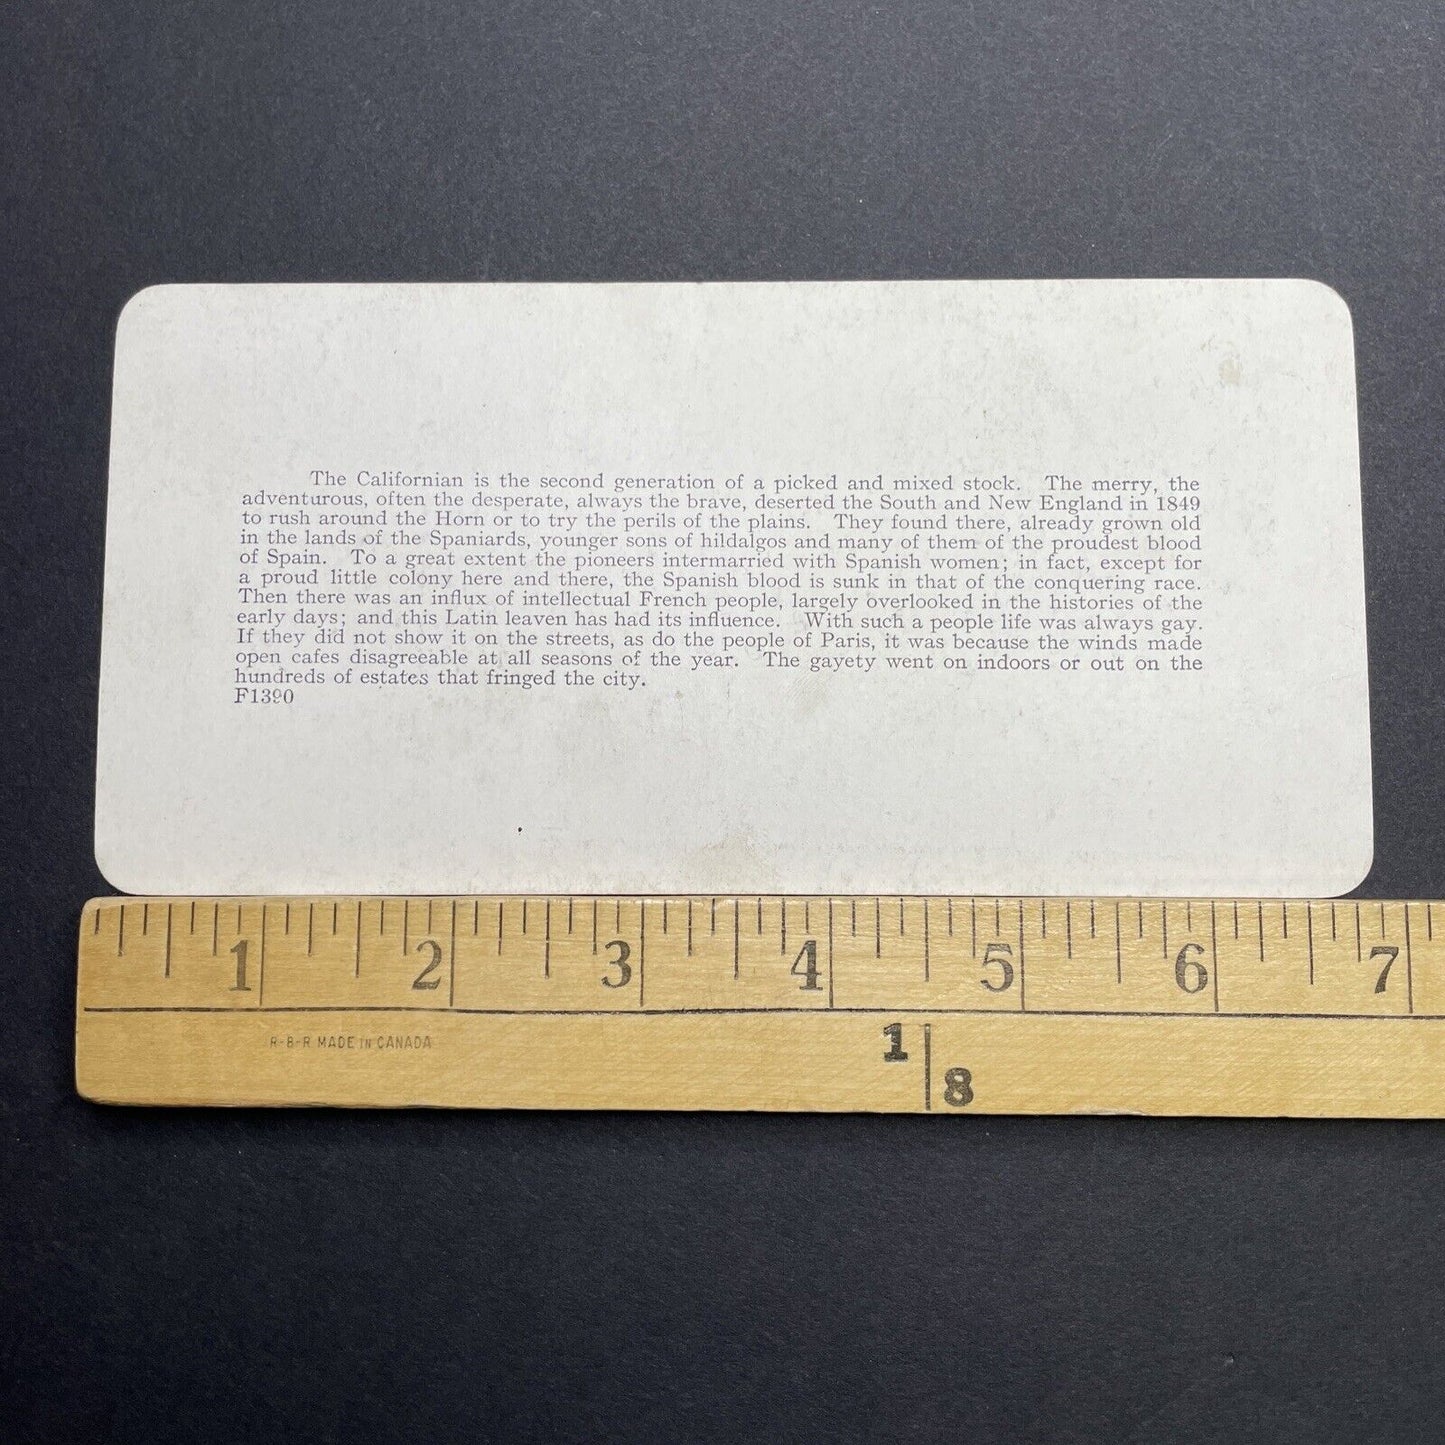 The Californian is the second generation of a picked and mixed stock. The merry, the
adventurous, often the desperate, always the brave, deserted the South and New England in 1849
to rush around the Horn or to try the perils of the plains. They found there, already grown old
in the lands of the Spaniards, younger sons of hildalgos and many of them of the proudest blood
of Spain. To a great extent the pioneers intermarried with Spanish women; in fact, except for
a proud little colony here and there, the Spanish blood is sunk in that of the conquering race.
Then there was an influx of intellectual French people, largely overlooked in the histories of the
early days; and this Latin leaven has had its influence. With such a people life was always gay.
If they did not show it on the streets, as do the people of Paris, it was because the winds made
open cafes disagreeable at all seasons of the year. The gayety went on indoors or out on the
hundreds of estates that fringed the city.
F1390
1 2 3 4 5 6 7
R-B-R MADE IN CANADA
1 8